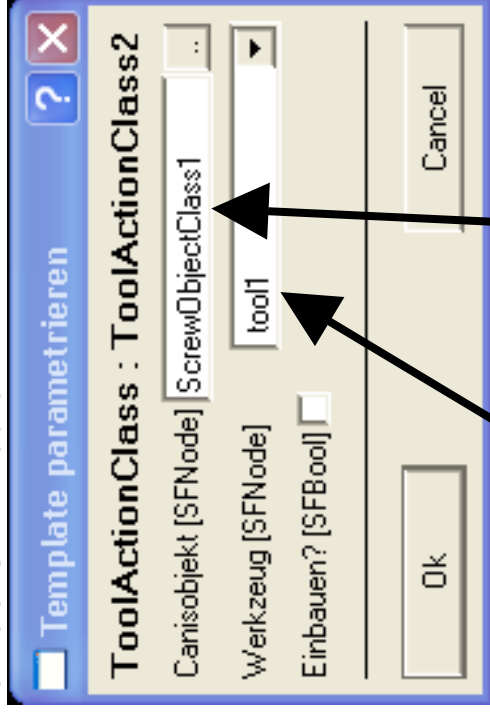 Template parametrieren
ToolActionClass : ToolActionClass2
Canisobjekt [SFNode] ScrewObjectClass1 ..
Werkzeug [SFNode] tool1
Einbauen? [SFBool]
Ok Cancel